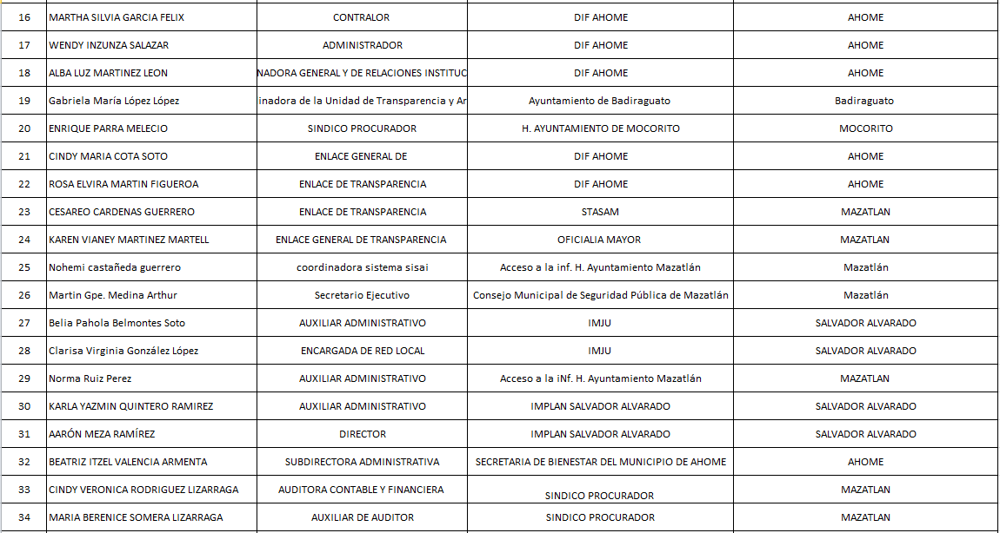 16 MARTHA SILVIA GARCIA FELIX CONTRALOR DIF AHOME AHOME
17 WENDY INZUNZA SALAZAR ADMINISTRADOR DIF AHOME AHOME
18 ALBA LUZ MARTINEZ LEON NADORA GENERAL Y DE RELACIONES INSTITUC DIF AHOME AHOME
19 Gabriela María López López inadora de la Unidad de Transparencia y Ar Ayuntamiento de Badiraguato Badiraguato
20 ENRIQUE PARRA MELECIO SINDICO PROCURADOR H. AYUNTAMIENTO DE MOCORITO MOCORITO
21 CINDY MARIA COTA SOTO ENLACE GENERAL DE DIF AHOME AHOME
22 ROSA ELVIRA MARTIN FIGUEROA ENLACE DE TRANSPARENCIA DIF AHOME AHOME
23 CESAREO CARDENAS GUERRERO ENLACE DE TRANSPARENCIA STASAM MAZATLAN
24 KAREN VIANEY MARTINEZ MARTELL ENLACE GENERAL DE TRANSPARENCIA OFICIALIA MAYOR MAZATLAN
25 Nohemi castañeda guerrero coordinadora sistema sisai Acceso a la inf. H. Ayuntamiento Mazatlán Mazatlán
26 Martin Gpe. Medina Arthur Secretario Ejecutivo Consejo Municipal de Seguridad Pública de Mazatlán Mazatlán
27 Belia Pahola Belmontes Soto AUXILIAR ADMINISTRATIVO IMJU SALVADOR ALVARADO
28 Clarisa Virginia González López ENCARGADA DE RED LOCAL IMJU SALVADOR ALVARADO
29 Norma Ruiz Perez AUXILIAR ADMINISTRATIVO Acceso a la iNf. H. Ayuntamiento Mazatlán MAZATLAN
30 KARLA YAZMIN QUINTERO RAMIREZ AUXILIAR ADMINISTRATIVO IMPLAN SALVADOR ALVARADO SALVADOR ALVARADO
31 AARÓN MEZA RAMÍREZ DIRECTOR IMPLAN SALVADOR ALVARADO SALVADOR ALVARADO
32 BEATRIZ ITZEL VALENCIA ARMENTA SUBDIRECTORA ADMINISTRATIVA SECRETARIA DE BIENESTAR DEL MUNICIPIO DE AHOME AHOME
33 CINDY VERONICA RODRIGUEZ LIZARRAGA AUDITORA CONTABLE Y FINANCIERA SINDICO PROCURADOR MAZATLAN
34 MARIA BERENICE SOMERA LIZARRAGA AUXILIAR DE AUDITOR SINDICO PROCURADOR MAZATLAN